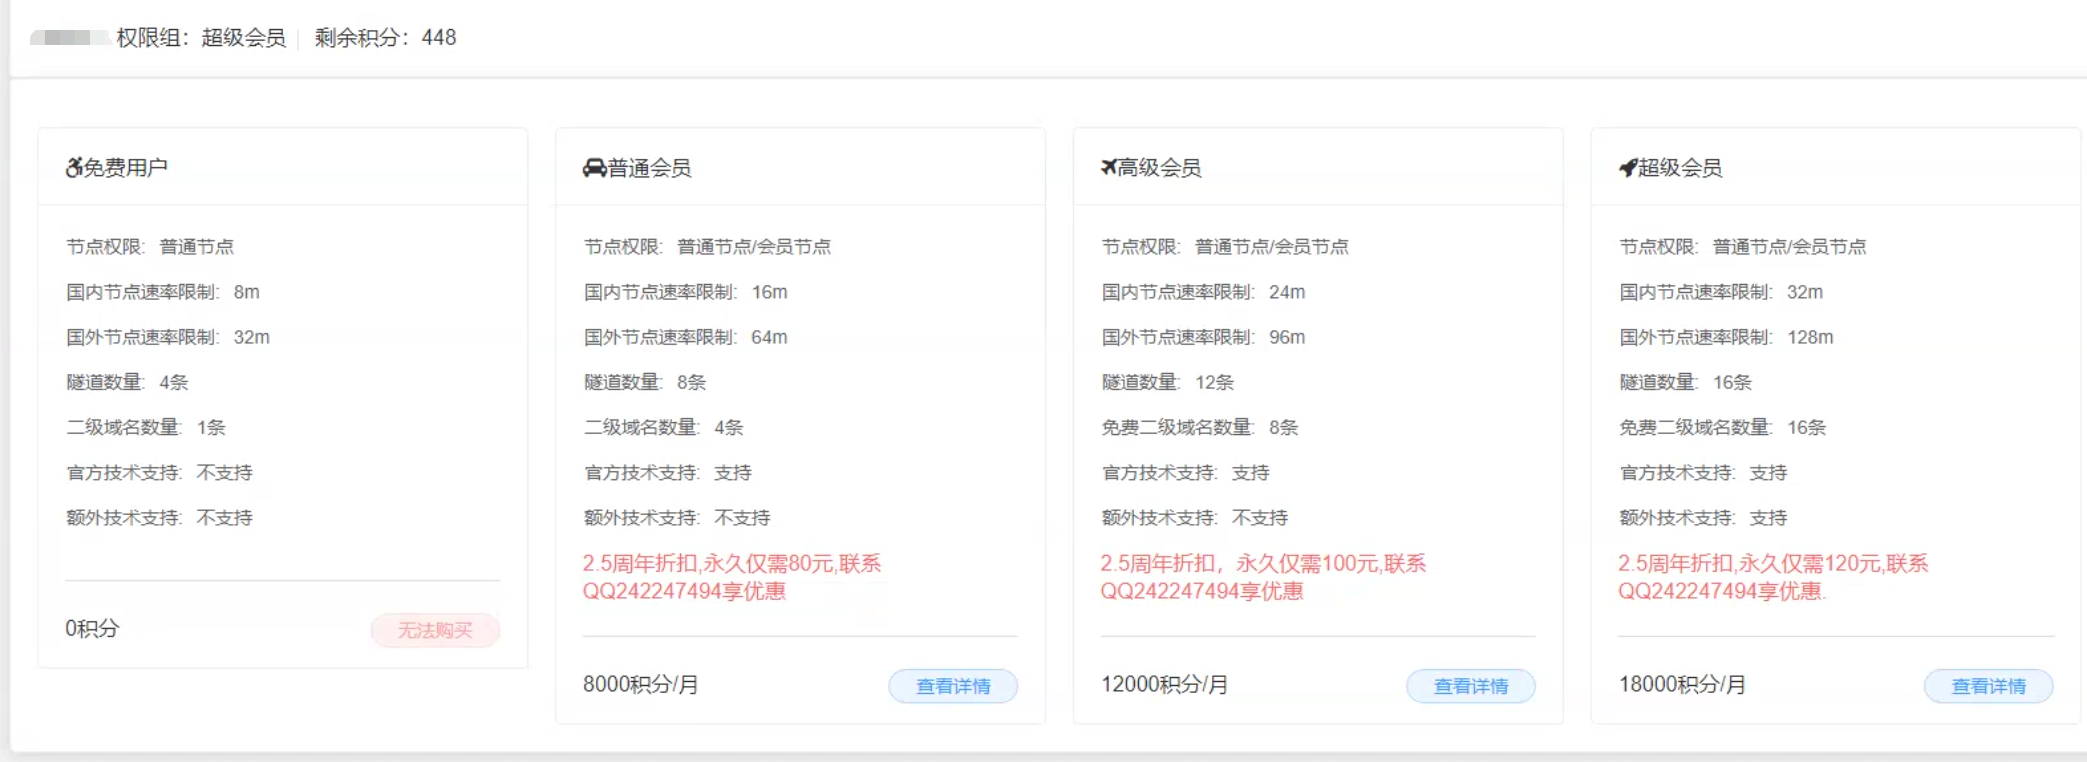 权限组：超级会员 剩余积分：448
免费用户
节点权限: 普通节点
国内节点速率限制: 8m
国外节点速率限制: 32m
隧道数量: 4条
二级域名数量: 1条
官方技术支持: 不支持
额外技术支持: 不支持
0积分 无法购买
普通会员
节点权限: 普通节点/会员节点
国内节点速率限制: 16m
国外节点速率限制: 64m
隧道数量: 8条
二级域名数量: 4条
官方技术支持: 支持
额外技术支持: 不支持
2.5周年折扣,永久仅需80元,联系
QQ242247494享优惠
8000积分/月 查看详情
高级会员
节点权限: 普通节点/会员节点
国内节点速率限制: 24m
国外节点速率限制: 96m
隧道数量: 12条
免费二级域名数量: 8条
官方技术支持: 支持
额外技术支持: 不支持
2.5周年折扣，永久仅需100元,联系
QQ242247494享优惠
12000积分/月 查看详情
超级会员
节点权限: 普通节点/会员节点
国内节点速率限制: 32m
国外节点速率限制: 128m
隧道数量: 16条
免费二级域名数量: 16条
官方技术支持: 支持
额外技术支持: 支持
2.5周年折扣,永久仅需120元,联系
QQ242247494享优惠.
18000积分/月 查看详情